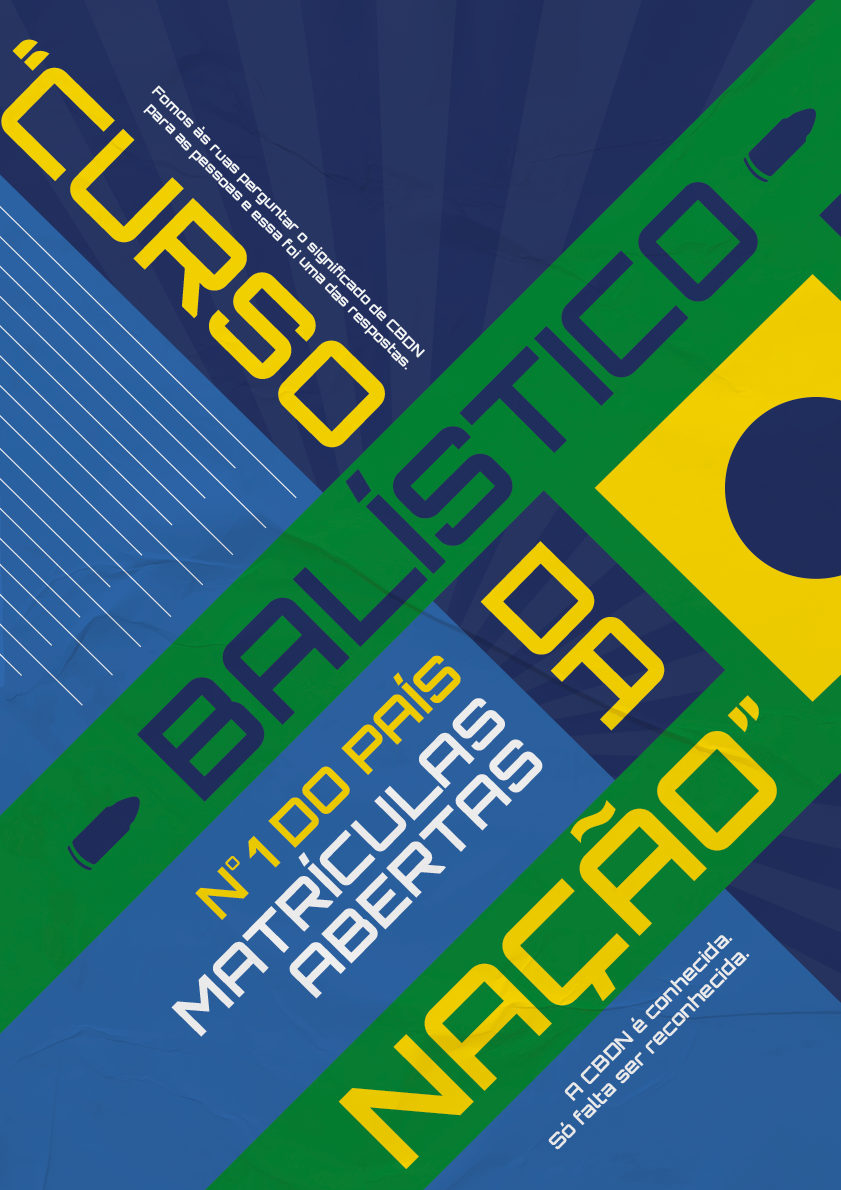 “CURSO
Fomos às ruas perguntar o significado de CBDN
para as pessoas e essa foi uma das respostas.
BALÍSTICO
DA
NAÇÃO”
Nº 1 DO PAÍS
MATRÍCULAS
ABERTAS
A CBDN é conhecida.
Só falta ser reconhecida.